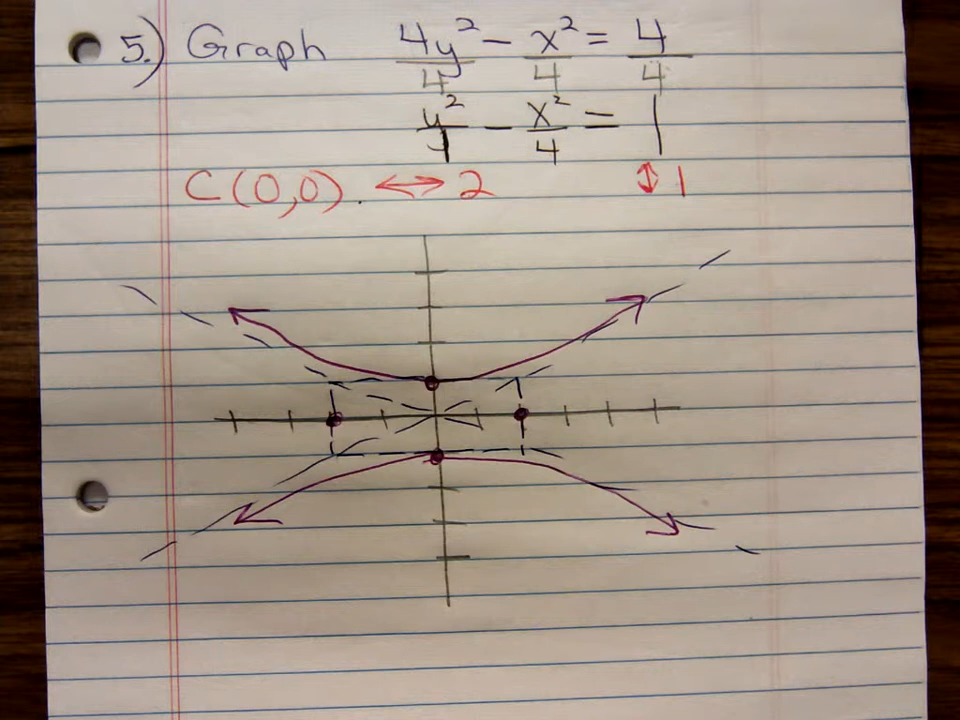 5.) Graph 4y² − x² = 4
4 4 4
y² − x² = 1
1 4
C(0,0). ↔ 2 ↕ 1